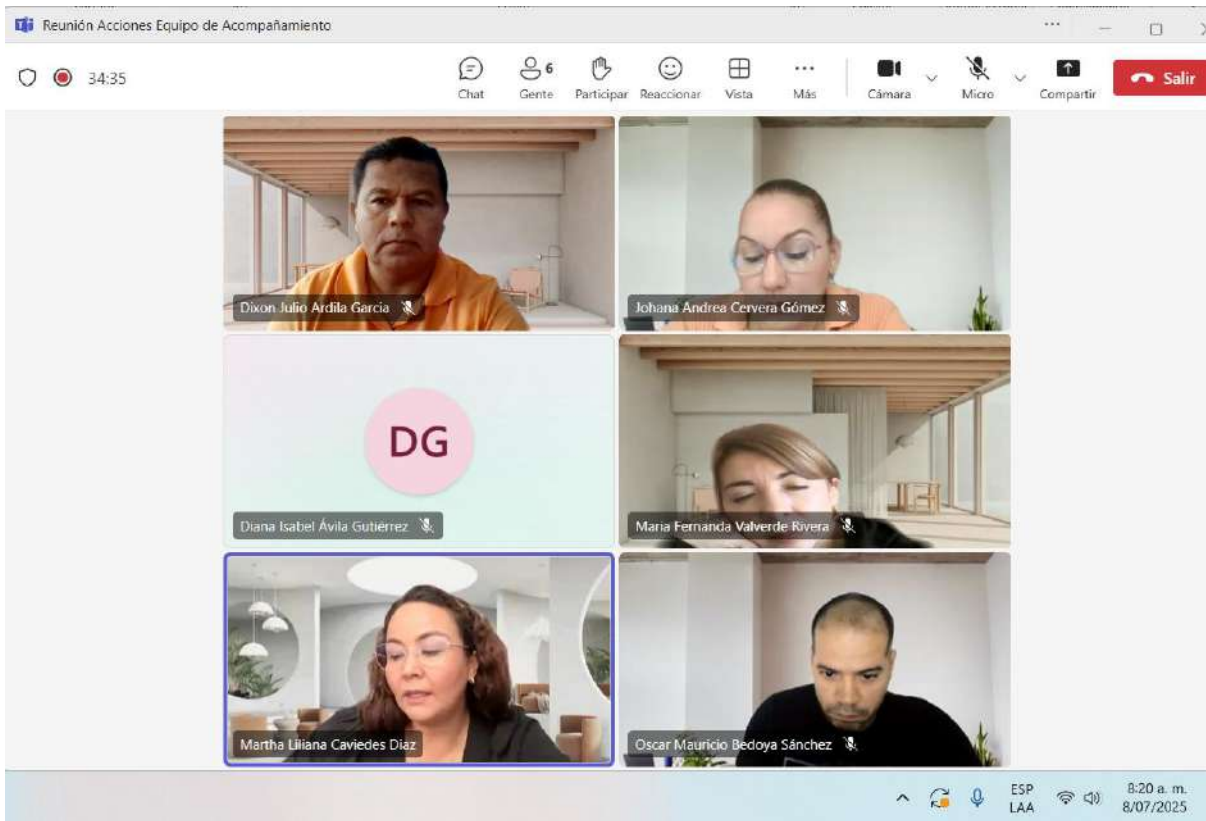 Reunión Acciones Equipo de Acompañamiento
34:35
Chat
6
Gente
Participar
Reaccionar
Vista
Más
Cámara
Micro
Compartir
Salir
Dixon Julio Ardila Garcia
Johana Andrea Cervera Gómez
DG
Diana Isabel Ávila Gutiérrez
Maria Fernanda Valverde Rivera
Martha Liliana Caviedes Diaz
Oscar Mauricio Bedoya Sánchez
ESP
LAA
8:20 a. m.
8/07/2025